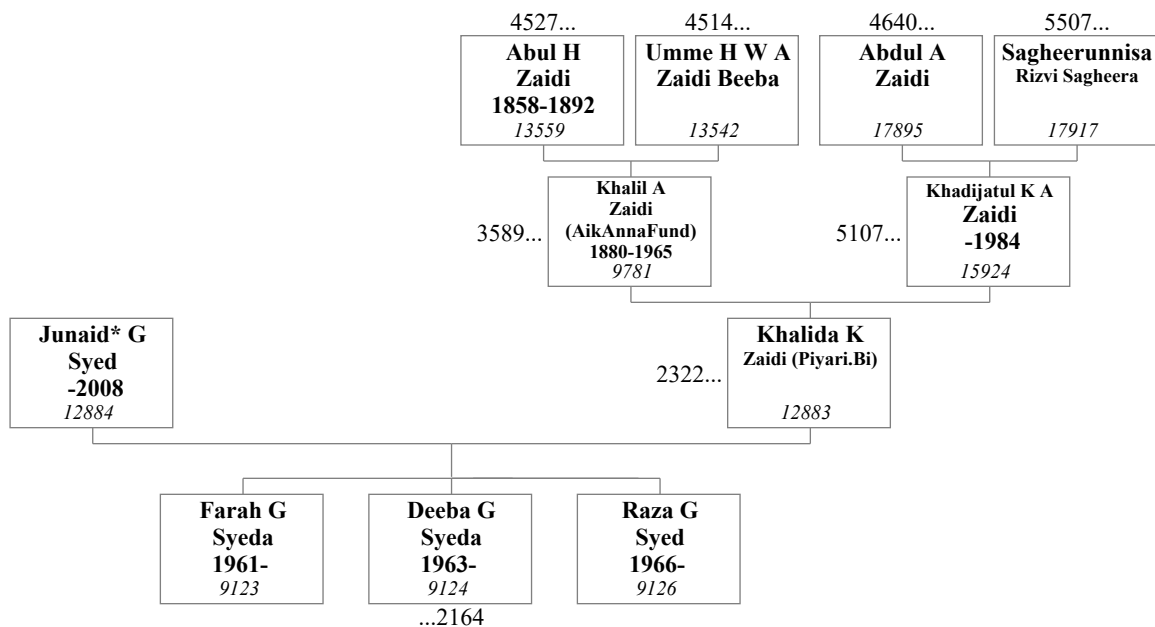 4527...
4514...
4640...
5507...
Abul H
Zaidi
1858-1892
13559
Umme H W A
Zaidi Beeba
13542
Abdul A
Zaidi
17895
Sagheerunnisa
Rizvi Sagheera
17917
3589...
Khalil A
Zaidi
(AikAnnaFund)
1880-1965
9781
5107...
Khadijatul K A
Zaidi
-1984
15924
Junaid* G
Syed
-2008
12884
2322...
Khalida K
Zaidi (Piyari.Bi)
12883
Farah G
Syeda
1961-
9123
Deeba G
Syeda
1963-
9124
Raza G
Syed
1966-
9126
...2164